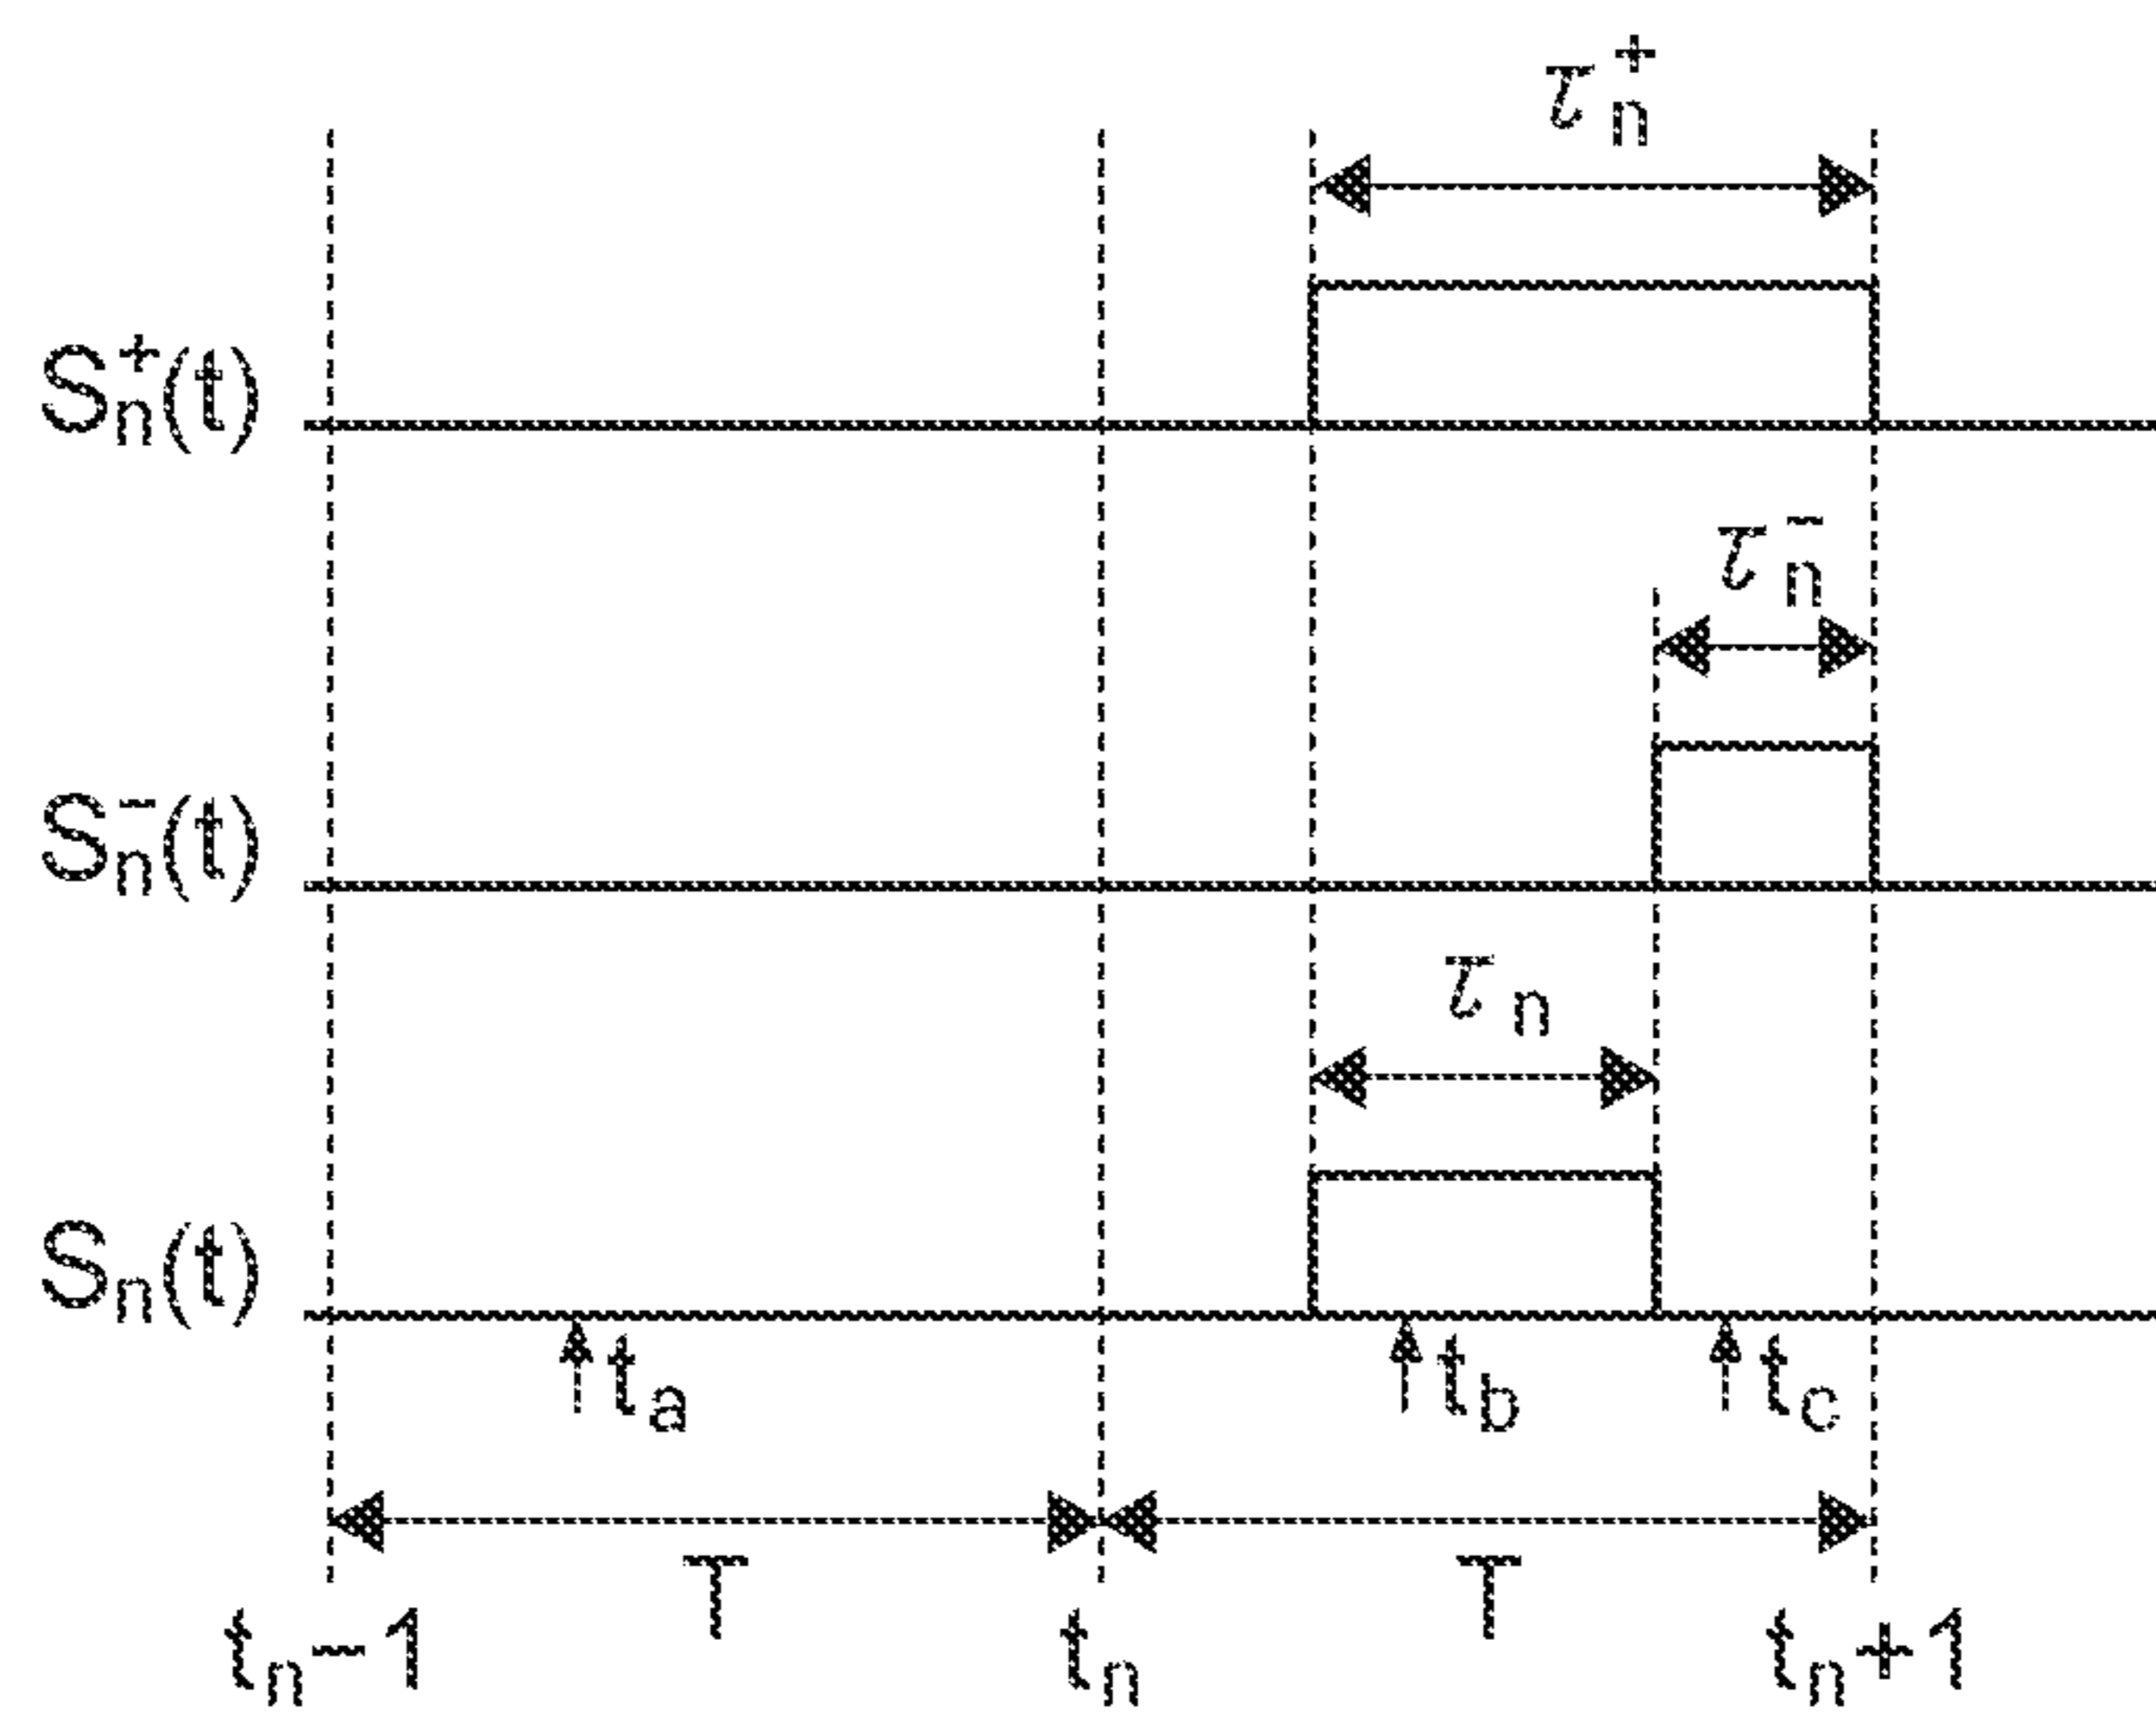 τn+
Sn+(t)
τn-
Sn-(t)
τn
Sn(t)
ta tb tc
T T
tn-1 tn tn+1